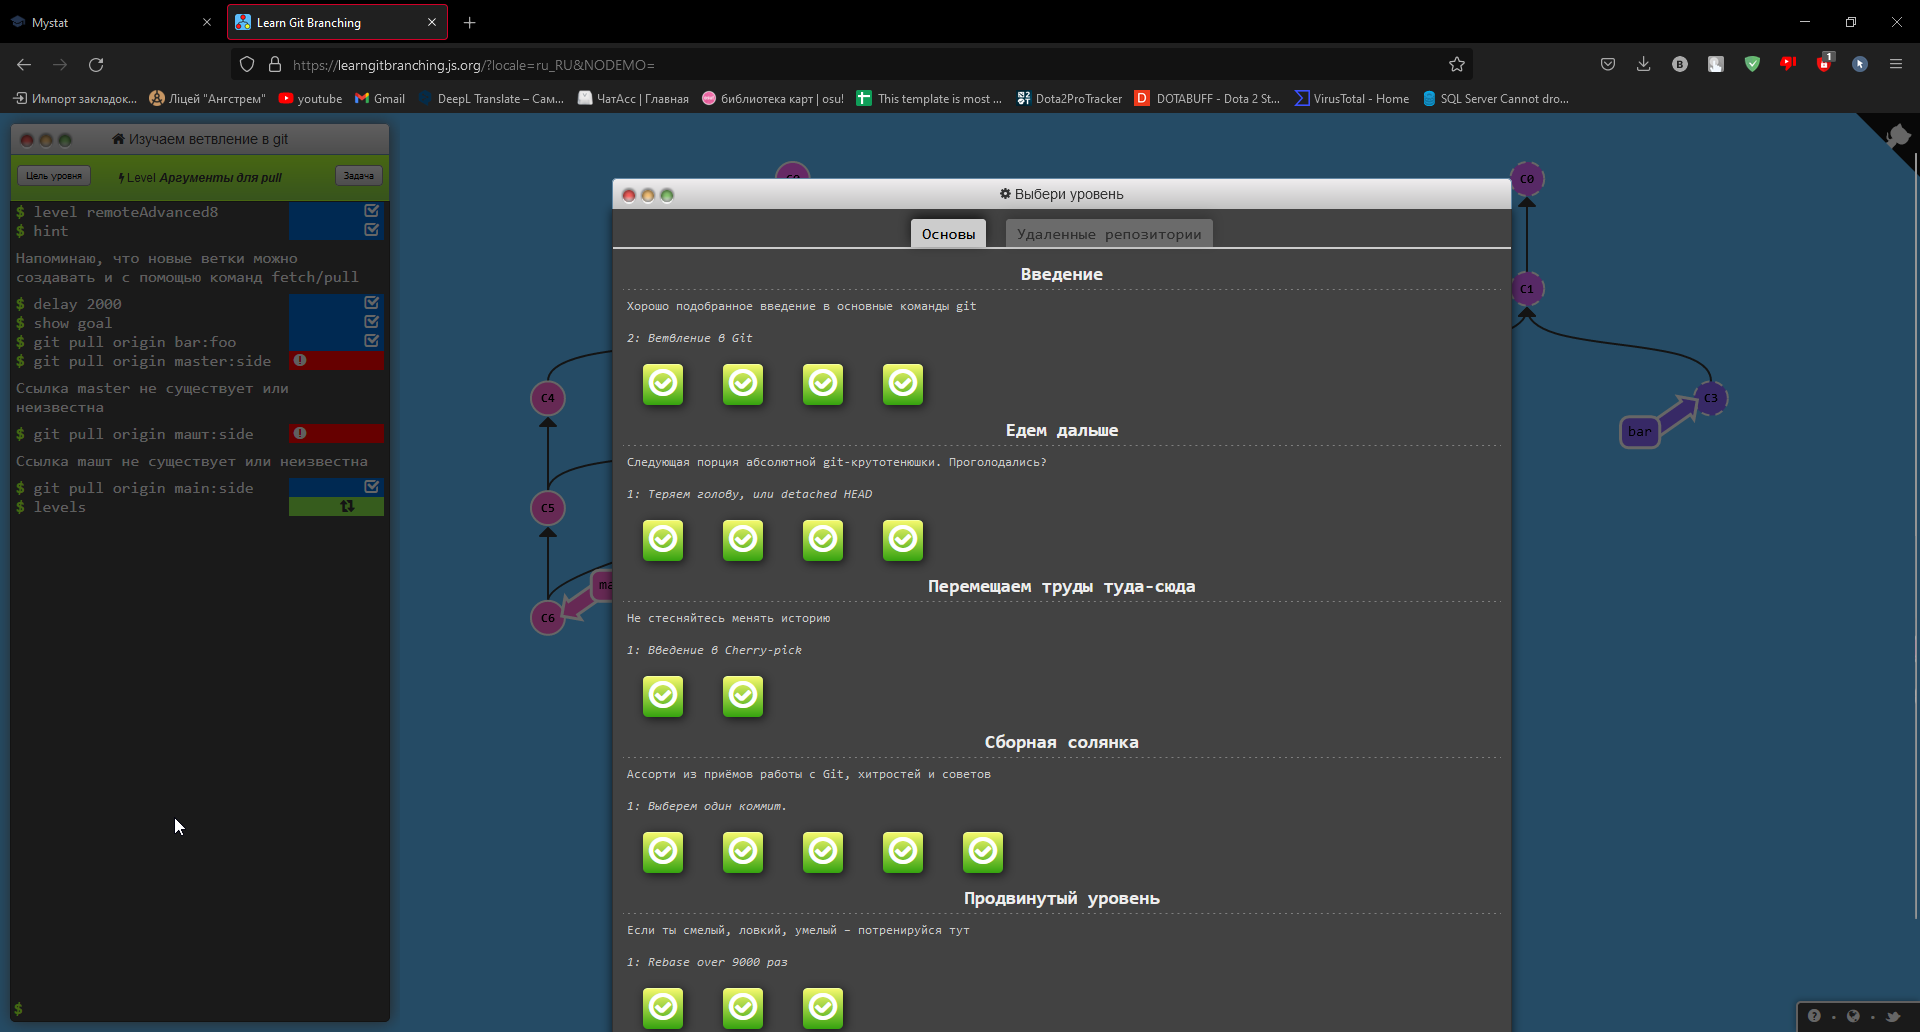 Mystat
Learn Git Branching
https://learngitbranching.js.org/?locale=ru_RU&NODEMO=
1
Импорт закладок...
Ліцей "Ангстрем"
youtube
Gmail
DeepL Translate – Сам...
ЧатАсс | Главная
библиотека карт | osu!
This template is most ...
Dota2ProTracker
DOTABUFF - Dota 2 St...
VirusTotal - Home
SQL Server Cannot dro...
Изучаем ветвление в git
Цель уровня
Level Аргументы для pull
Задача
$ level remoteAdvanced8
$ hint
Напоминаю, что новые ветки можно
создавать и с помощью команд fetch/pull
$ delay 2000
$ show goal
$ git pull origin bar:foo
$ git pull origin master:side
Ссылка master не существует или
неизвестна
$ git pull origin машт:side
Ссылка машт не существует или неизвестна
$ git pull origin main:side
$ levels
$
C4
C5
C6
ma
C0
C1
C3
bar
Выбери уровень
Основы
Удаленные репозитории
Введение
Хорошо подобранное введение в основные команды git
2: Ветвление в Git
Едем дальше
Следующая порция абсолютной git-крутотенюшки. Проголодались?
1: Теряем голову, или detached HEAD
Перемещаем труды туда-сюда
Не стесняйтесь менять историю
1: Введение в Cherry-pick
Сборная солянка
Ассорти из приёмов работы с Git, хитростей и советов
1: Выберем один коммит.
Продвинутый уровень
Если ты смелый, ловкий, умелый – потренируйся тут
1: Rebase over 9000 раз